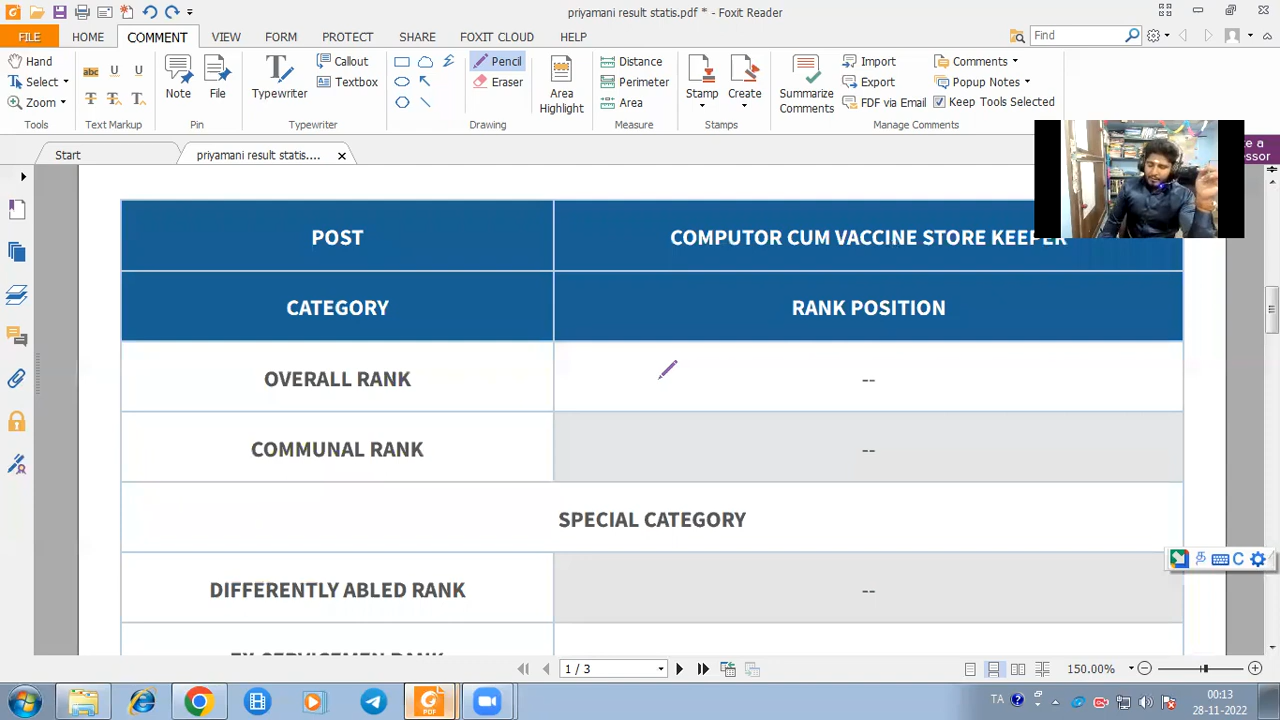 priyamani result statis.pdf * - Foxit Reader
FILE HOME COMMENT VIEW FORM PROTECT SHARE FOXIT CLOUD HELP
Find
Hand
Select
Zoom
Tools
abc
U
U
T
T
T
Text Markup
Note
File
Pin
Typewriter
Callout
Textbox
Typewriter
Pencil
Eraser
Drawing
Area Highlight
Distance
Perimeter
Area
Measure
Stamp
Create
Stamps
Summarize Comments
Import
Export
FDF via Email
Comments
Popup Notes
Keep Tools Selected
Manage Comments
Start
priyamani result statis....
POST
COMPUTOR CUM VACCINE STORE KEEPER
CATEGORY
RANK POSITION
OVERALL RANK
--
COMMUNAL RANK
--
SPECIAL CATEGORY
DIFFERENTLY ABLED RANK
--
1 / 3
150.00%
PDF
TA
00:13
28-11-2022